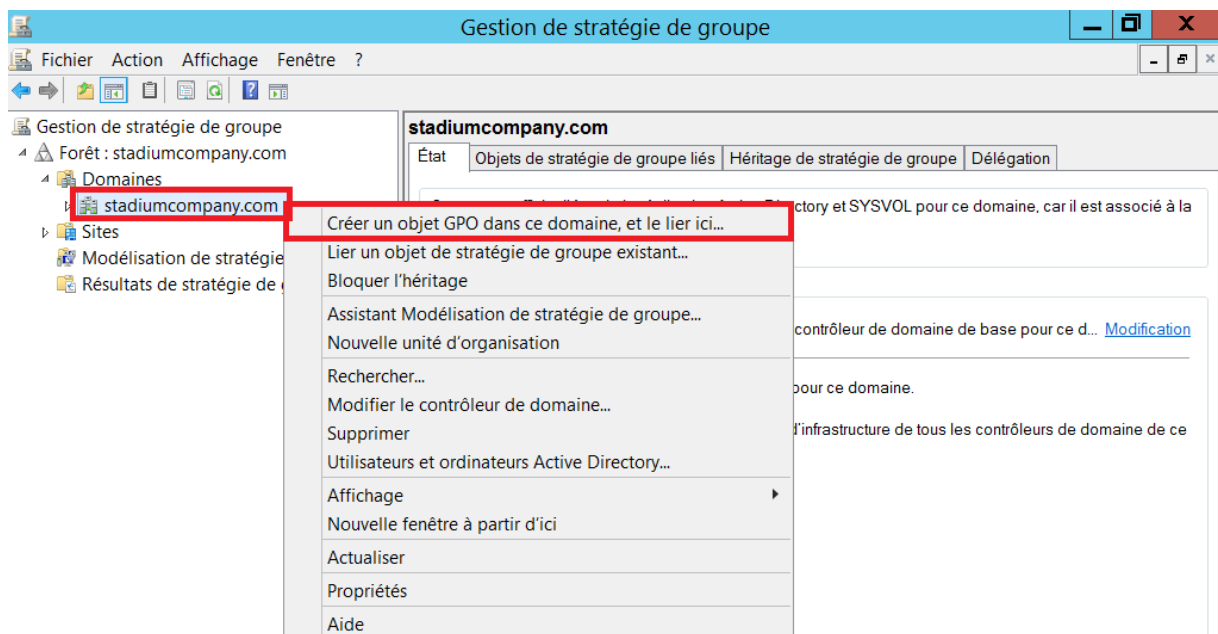 Gestion de stratégie de groupe
Fichier Action Affichage Fenêtre ?
Gestion de stratégie de groupe
Forêt : stadiumcompany.com
Domaines
stadiumcompany.com
Sites
Modélisation de stratégie
Résultats de stratégie de
stadiumcompany.com
État Objets de stratégie de groupe liés Héritage de stratégie de groupe Délégation
ctory et SYSVOL pour ce domaine, car il est associé à la
contrôleur de domaine de base pour ce d... Modification
pour ce domaine.
d'infrastructure de tous les contrôleurs de domaine de ce
Créer un objet GPO dans ce domaine, et le lier ici...
Lier un objet de stratégie de groupe existant...
Bloquer l'héritage
Assistant Modélisation de stratégie de groupe...
Nouvelle unité d'organisation
Rechercher...
Modifier le contrôleur de domaine...
Supprimer
Utilisateurs et ordinateurs Active Directory...
Affichage
Nouvelle fenêtre à partir d'ici
Actualiser
Propriétés
Aide